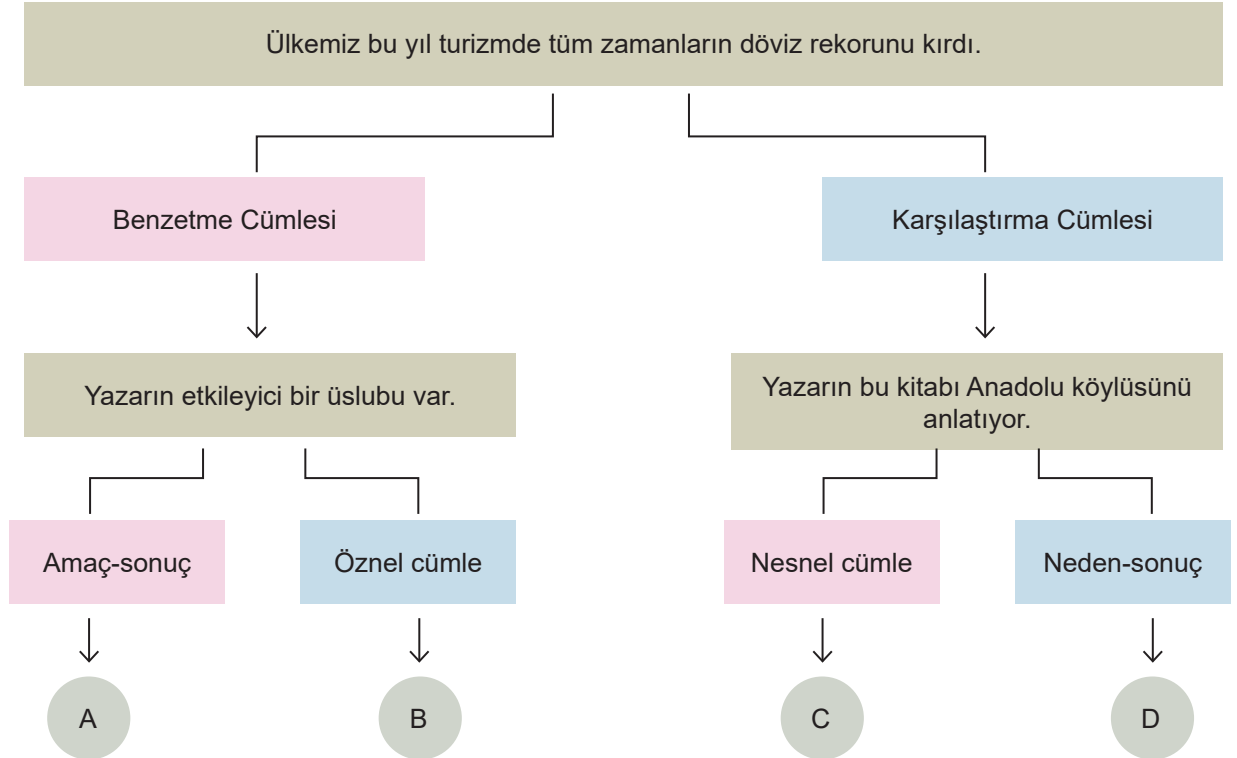 Ülkemiz bu yıl turizmde tüm zamanların döviz rekorunu kırdı.
Benzetme Cümlesi
Karşılaştırma Cümlesi
Yazarın etkileyici bir üslubu var.
Yazarın bu kitabı Anadolu köylüsünü
anlatıyor.
Amaç-sonuç
Öznel cümle
Nesnel cümle
Neden-sonuç
A
B
C
D